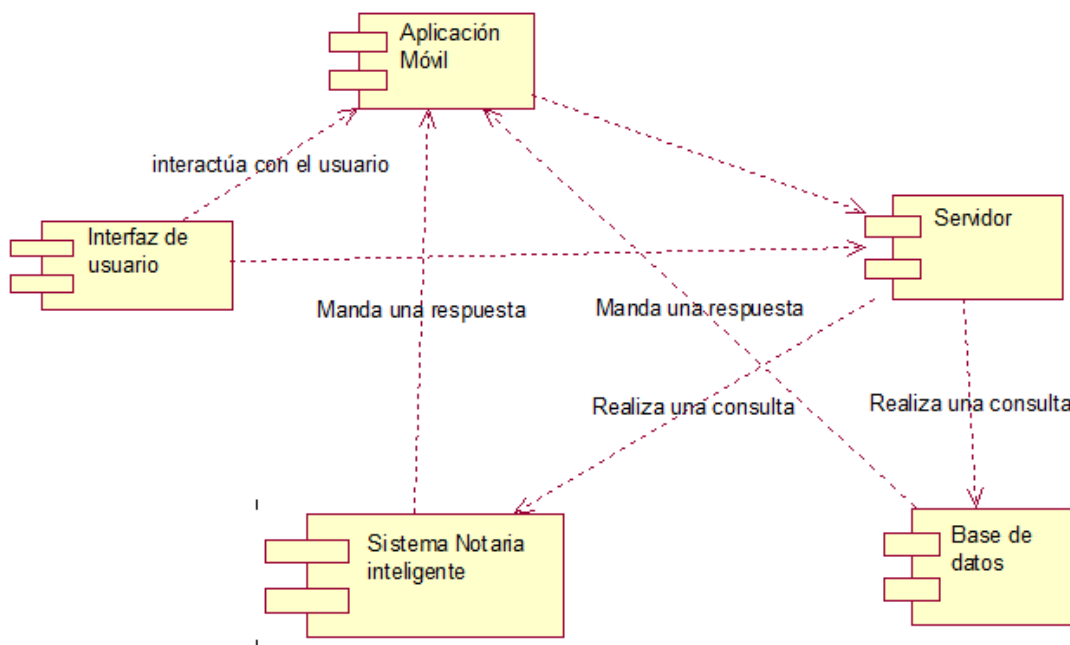 Aplicación
Móvil
interactúa con el usuario
Servidor
Interfaz de
usuario
Manda una respuesta
Manda una respuesta
Realiza una consulta
Realiza una consulta
Sistema Notaria
inteligente
Base de
datos